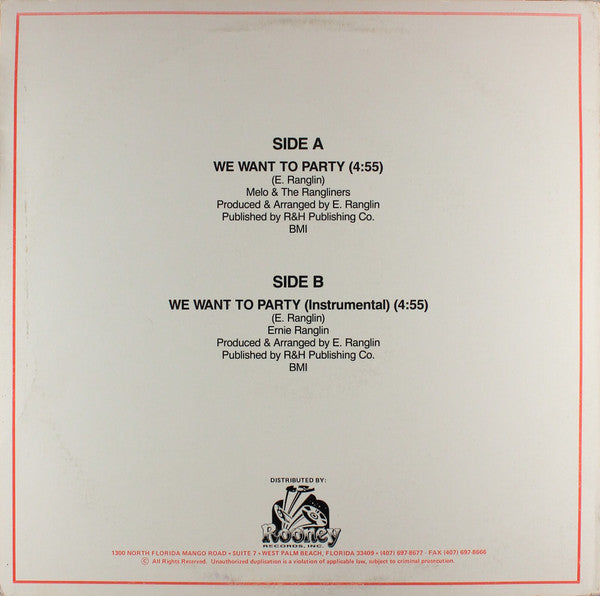 SIDE A
WE WANT TO PARTY (4:55)
(E. Ranglin)
Melo & The Rangliners
Produced & Arranged by E. Ranglin
Published by R&H Publishing Co.
BMI
SIDE B
WE WANT TO PARTY (Instrumental) (4:55)
(E. Ranglin)
Ernie Ranglin
Produced & Arranged by E. Ranglin
Published by R&H Publishing Co.
BMI
DISTRIBUTED BY:
Rooney
RECORDS, INC.
1300 NORTH FLORIDA MANGO ROAD • SUITE 7 • WEST PALM BEACH, FLORIDA 33409 • (407) 697-8677 · FAX (407) 697-8666
© All Rights Reserved. Unauthorized duplication is a violation of applicable law, subject to criminal prosecution.